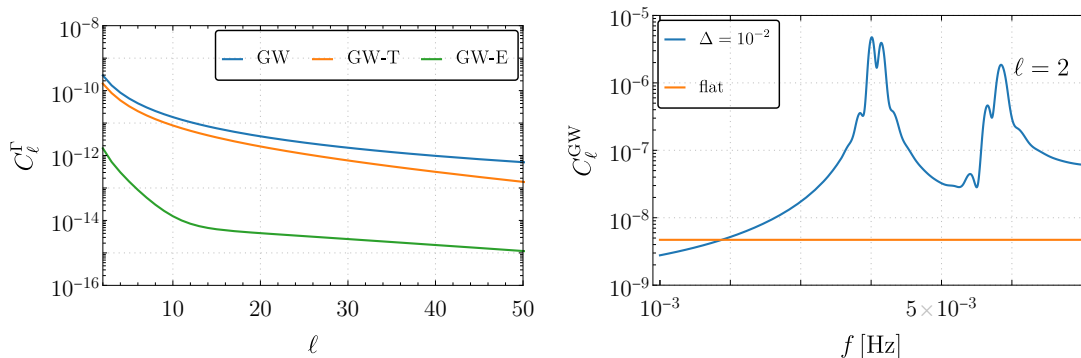 10⁻⁸
10⁻¹⁰
10⁻¹²
10⁻¹⁴
10⁻¹⁶
C_ℓ^Γ
GW GW-T GW-E
10 20 30 40 50
ℓ
10⁻⁵
10⁻⁶
10⁻⁷
10⁻⁸
10⁻⁹
C_ℓ^GW
Δ = 10⁻²
flat
ℓ = 2
10⁻³ 5 × 10⁻³
f [Hz]